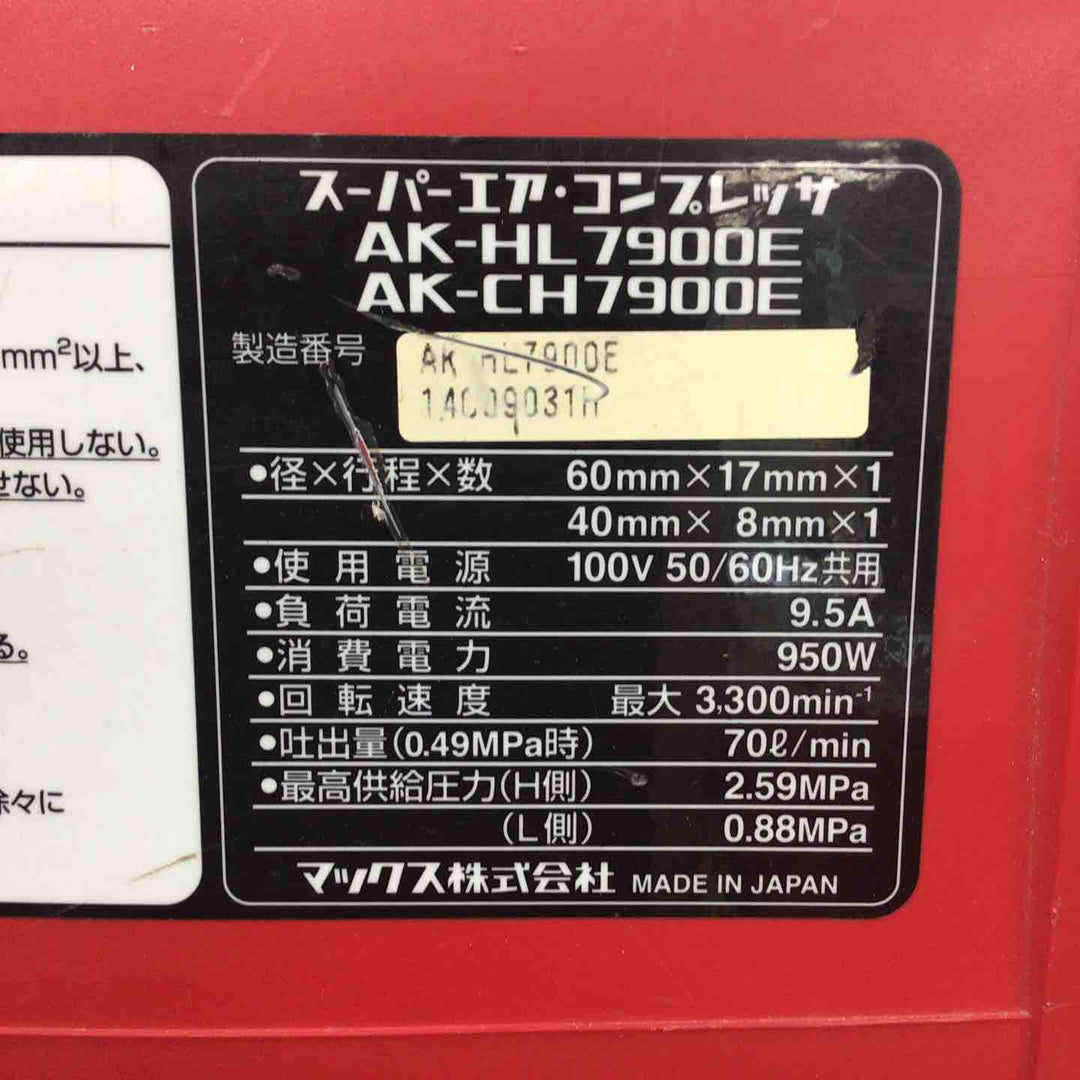 mm²以上、
使用しない。
せない。
る。
徐々に
スーパーエア・コンプレッサ
AK-HL7900E
AK-CH7900E
製造番号
AK HL7900E
•径×行程×数 60mm×17mm×1
40mm× 8mm×1
•使用電源 100V 50/60Hz共用
•負荷電流 9.5A
•消費電力 950W
•回転速度 最大 3,300min⁻¹
•吐出量(0.49MPa時) 70ℓ/min
•最高供給圧力(H側) 2.59MPa
(L側) 0.88MPa
マックス株式会社 MADE IN JAPAN